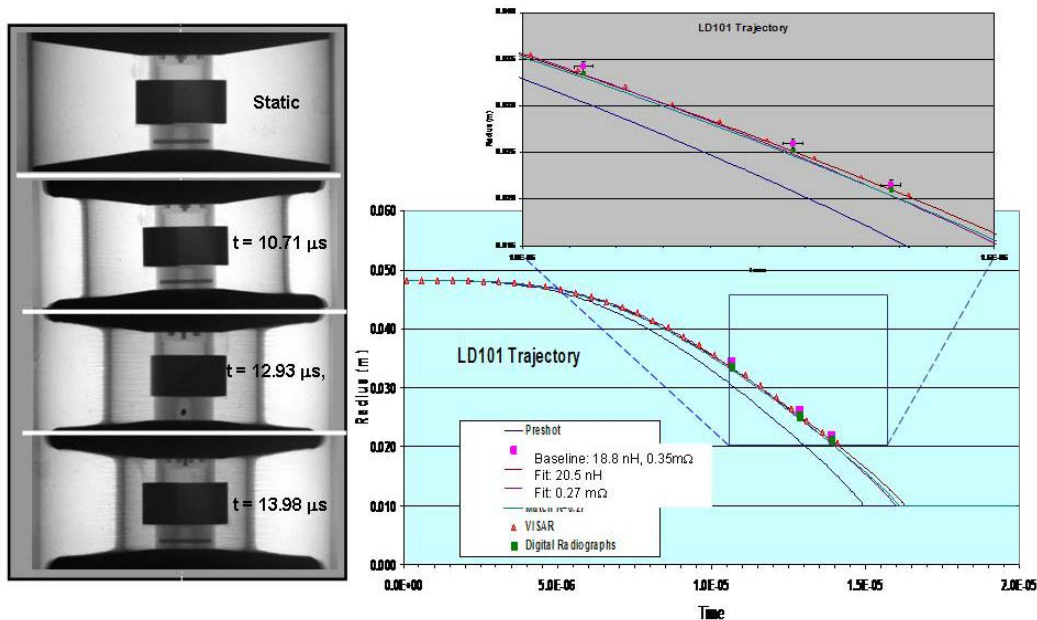 Static
t = 10.71 μs
t = 12.93 μs,
t = 13.98 μs
LD101 Trajectory
Radius (m)
LD101 Trajectory
Radius (m)
0.060
0.050
0.040
0.030
0.020
0.010
0.000
Preshot
Baseline: 18.8 nH, 0.35mΩ
Fit: 20.5 nH
Fit: 0.27 mΩ
VISAR
Digital Radiographs
0.0E+00
5.0E-06
1.0E-05
1.5E-05
2.0E-05
Time